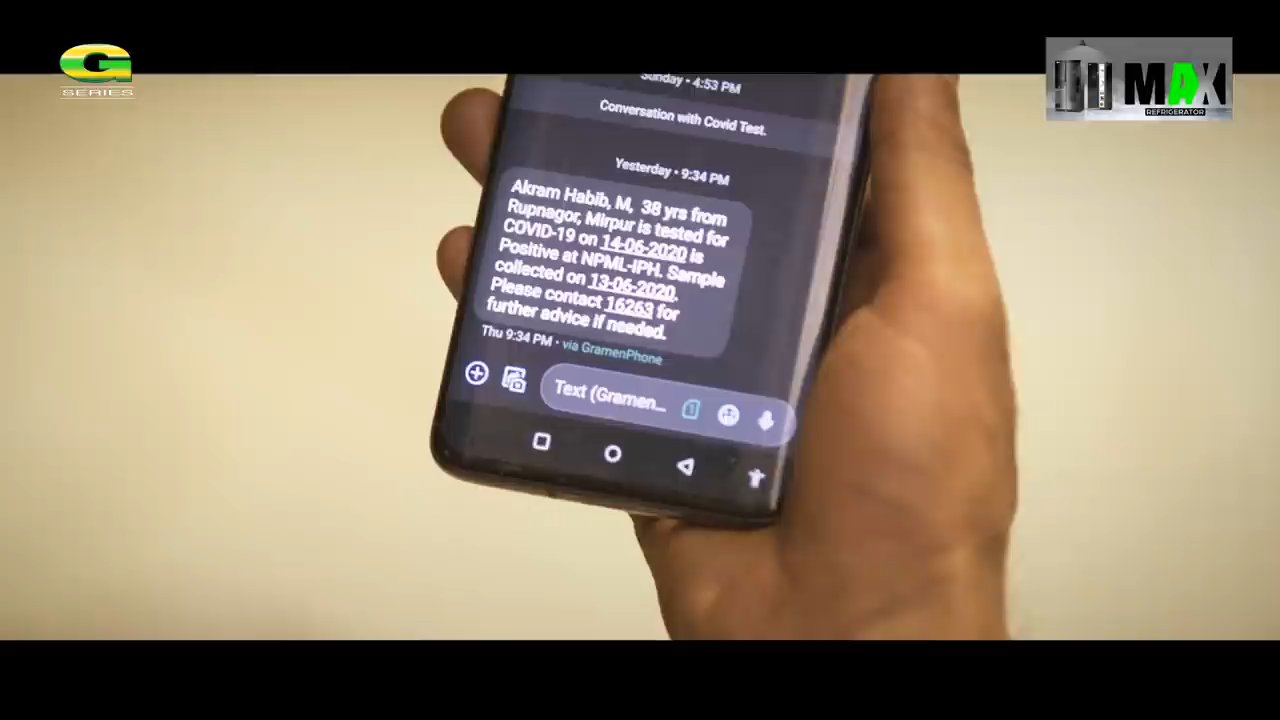 G
SERIES
MAX
REFRIGERATOR
Sunday • 4:53 PM
Conversation with Covid Test.
Yesterday • 9:34 PM
Akram Habib, M, 38 yrs from
Rupnagor, Mirpur is tested for
COVID-19 on 14-06-2020 is
Positive at NPML-IPH. Sample
collected on 13-06-2020.
Please contact 16263 for
further advice if needed.
Thu 9:34 PM • via GramenPhone
Text (Gramen...
1